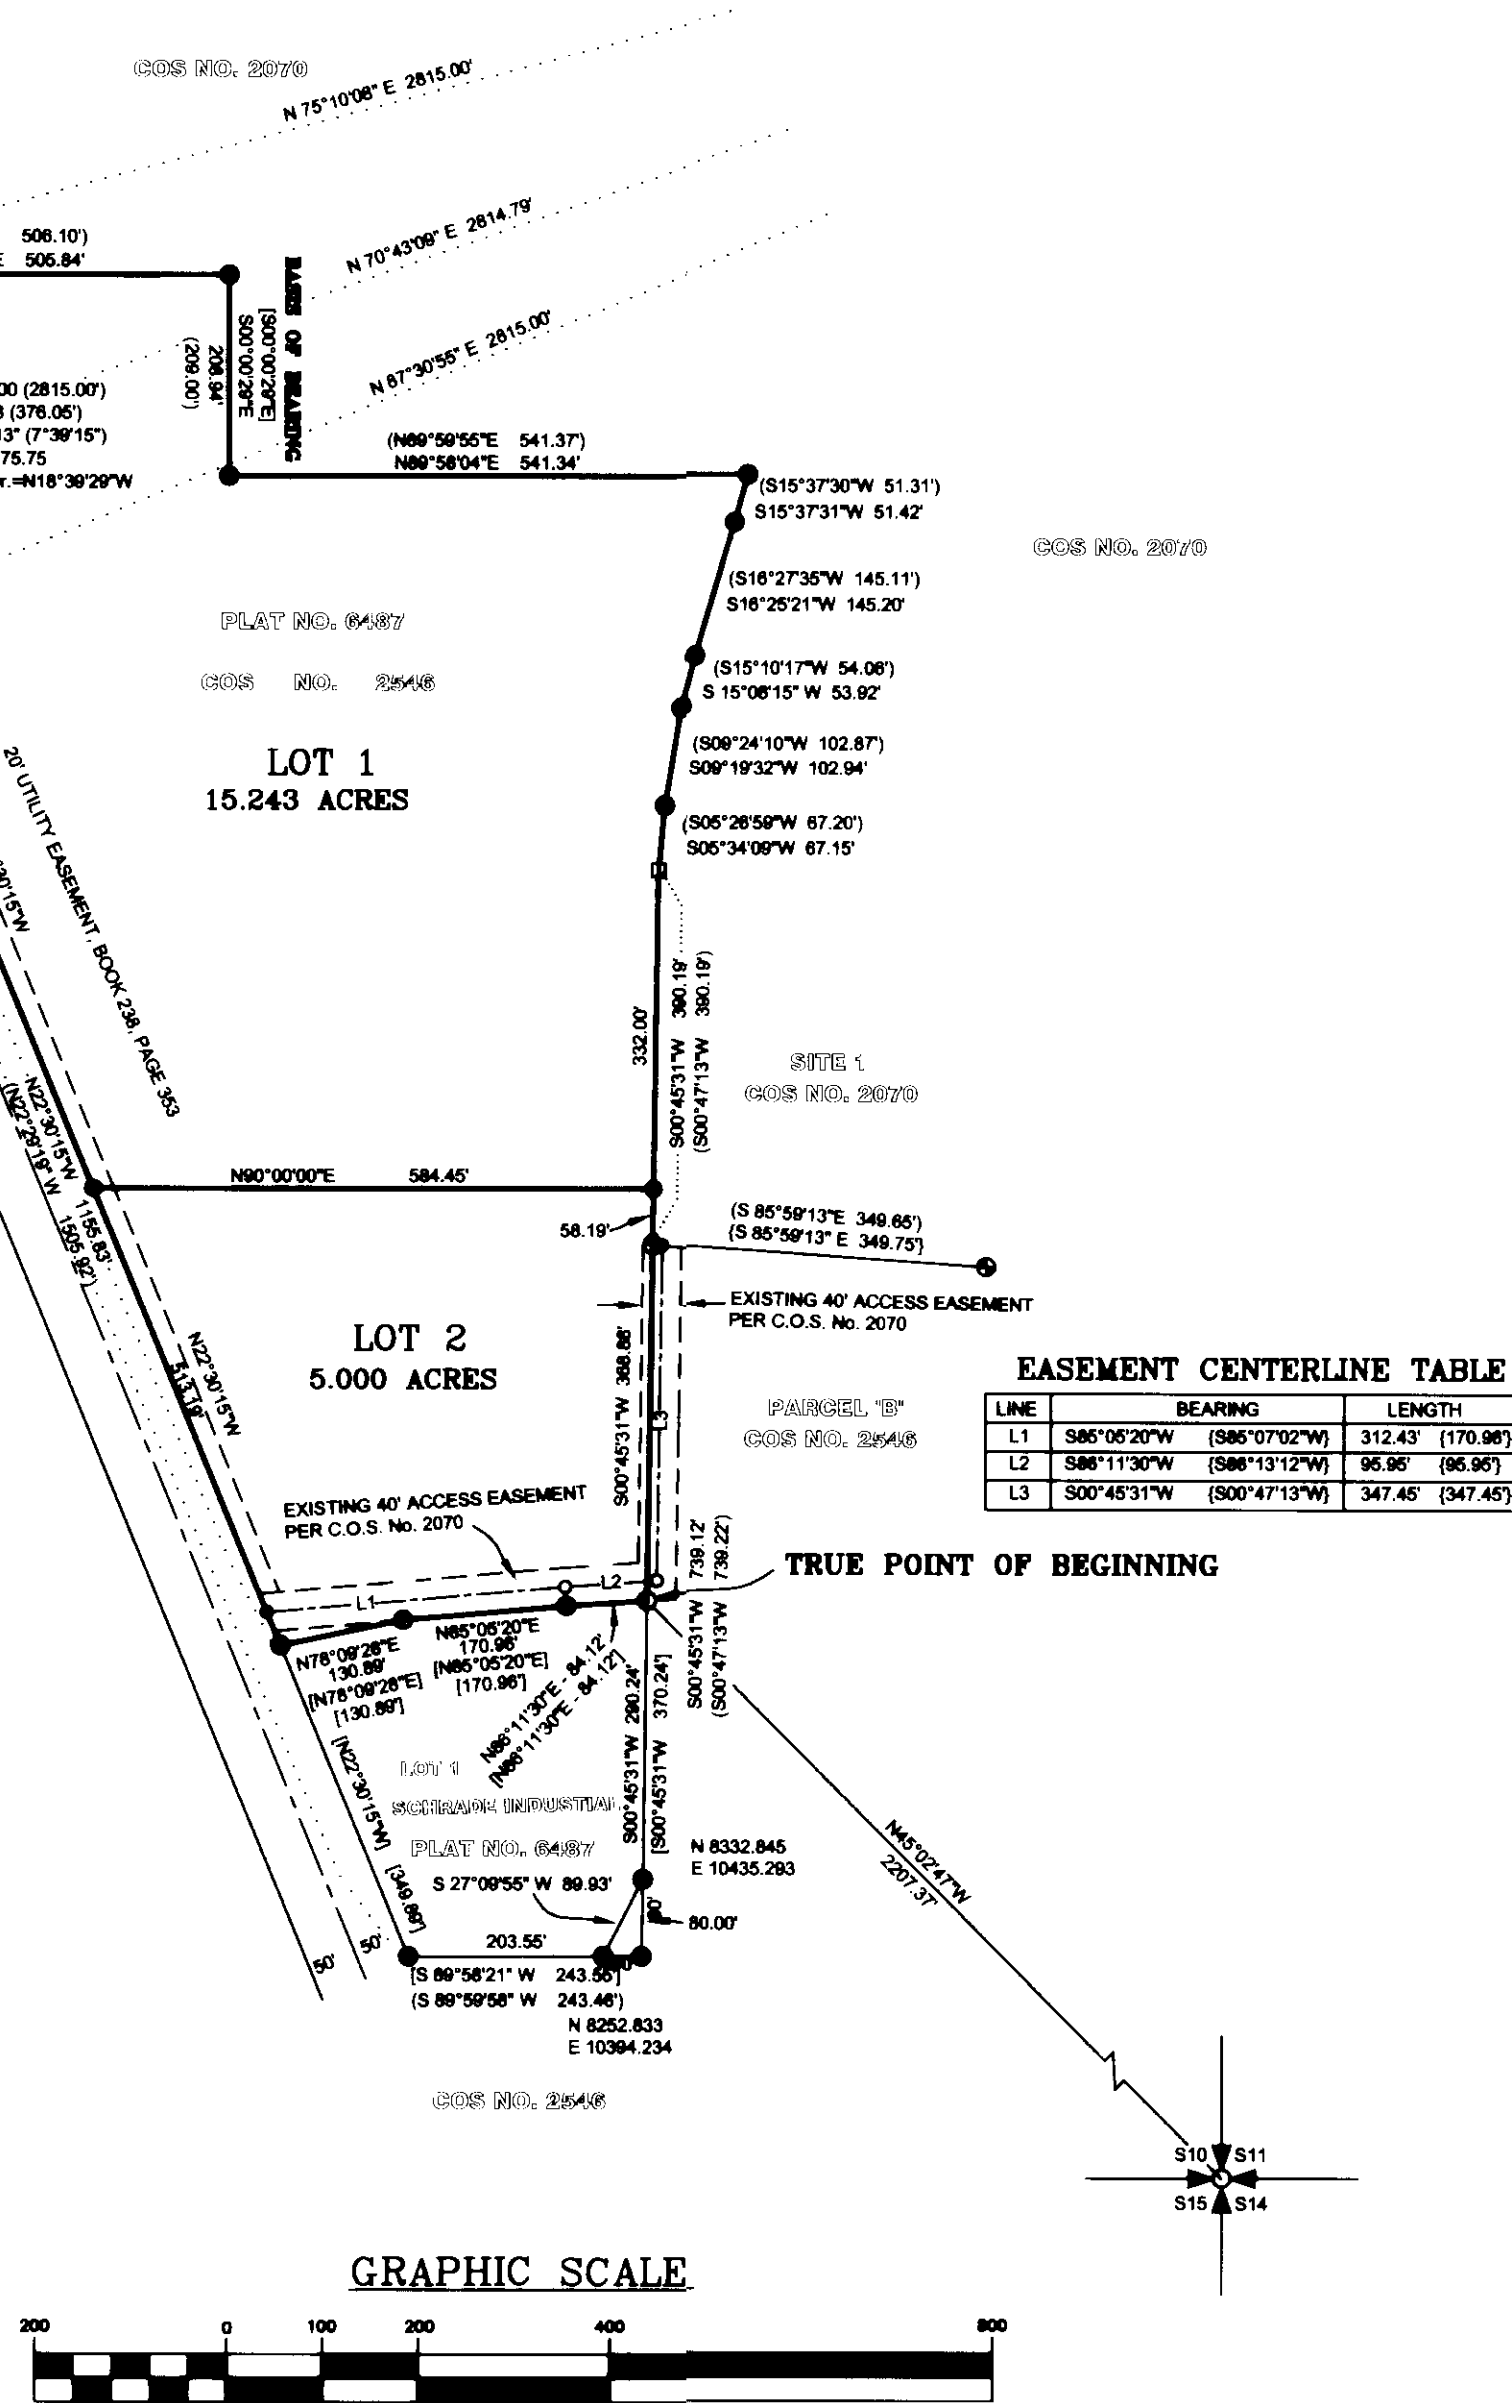 COS NO. 2070
N 75°10'08" E 2815.00'
506.10')
E 505.84'
N 70°43'09" E 2814.79'
BASIS OF BEARING
[S00°00'29"E]
S00°00'29"E
208.94'
(209.00')
N 67°30'55" E 2815.00'
00 (2815.00')
(376.05')
13" (7°39'15")
75.75
r.=N18°39'29"W
(N89°59'55"E 541.37')
N89°58'04"E 541.34'
(S15°37'30"W 51.31')
S15°37'31"W 51.42'
COS NO. 2070
(S16°27'35"W 145.11')
S16°25'21"W 145.20'
PLAT NO. 6487
(S15°10'17"W 54.06')
COS NO. 2546
S 15°06'15" W 53.92'
(S09°24'10"W 102.87')
S09°19'32"W 102.94'
LOT 1
15.243 ACRES
(S05°26'59"W 67.20')
S05°34'09"W 67.15'
20' UTILITY EASEMENT, BOOK 238, PAGE 353
30'15"W
332.00'
S00°45'31"W 390.19'
(S00°47'13"W 390.19')
SITE 1
COS NO. 2070
N22°30'15"W 1155.83'
(N22°29'19" W 1505.92')
N90°00'00"E 584.45'
58.19'
(S 85°59'13"E 349.65')
{S 85°59'13" E 349.75'}
EXISTING 40' ACCESS EASEMENT
PER C.O.S. No. 2070
LOT 2
5.000 ACRES
N22°30'15"W
513.19'
S00°45'31"W 368.88'
L3
PARCEL "B"
COS NO. 2546
EASEMENT CENTERLINE TABLE
LINE BEARING LENGTH
L1 S85°05'20"W {S85°07'02"W} 312.43' {170.96'}
L2 S86°11'30"W {S86°13'12"W} 95.95' {95.95'}
L3 S00°45'31"W {S00°47'13"W} 347.45' {347.45'}
EXISTING 40' ACCESS EASEMENT
PER C.O.S. No. 2070
TRUE POINT OF BEGINNING
L2
L1
S00°45'31"W 739.12'
(S00°47'13"W 739.22')
N78°09'26"E
130.89'
[N78°09'26"E]
[130.89']
N85°05'20"E
170.96'
[N85°05'20"E]
[170.96']
N86°11'30"E - 84.12'
[N86°11'30"E - 84.12']
S00°45'31"W 290.24'
[S00°45'31"W 370.24']
[N22°30'15"W] [349.89']
LOT 1
SCHRADE INDUSTIAL
PLAT NO. 6487
N 8332.845
E 10435.293
S 27°09'55" W 89.93'
80.00'
N45°02'47"W
2207.37'
203.55'
50'
50'
[S 89°58'21" W 243.55']
(S 89°59'58" W 243.46')
N 8252.833
E 10394.234
COS NO. 2546
S10 S11
S15 S14
GRAPHIC SCALE
200 0 100 200 400 800